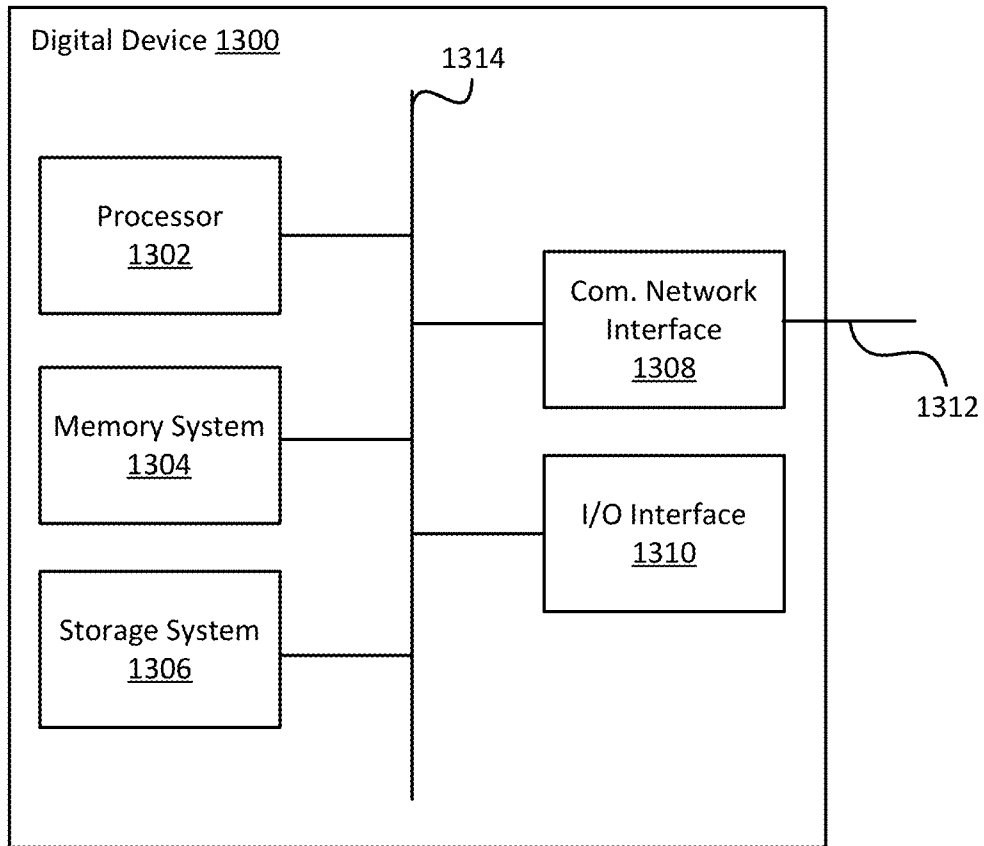 Digital Device 1300
1314
Processor
1302
Com. Network
Interface
1308
1312
Memory System
1304
I/O Interface
1310
Storage System
1306